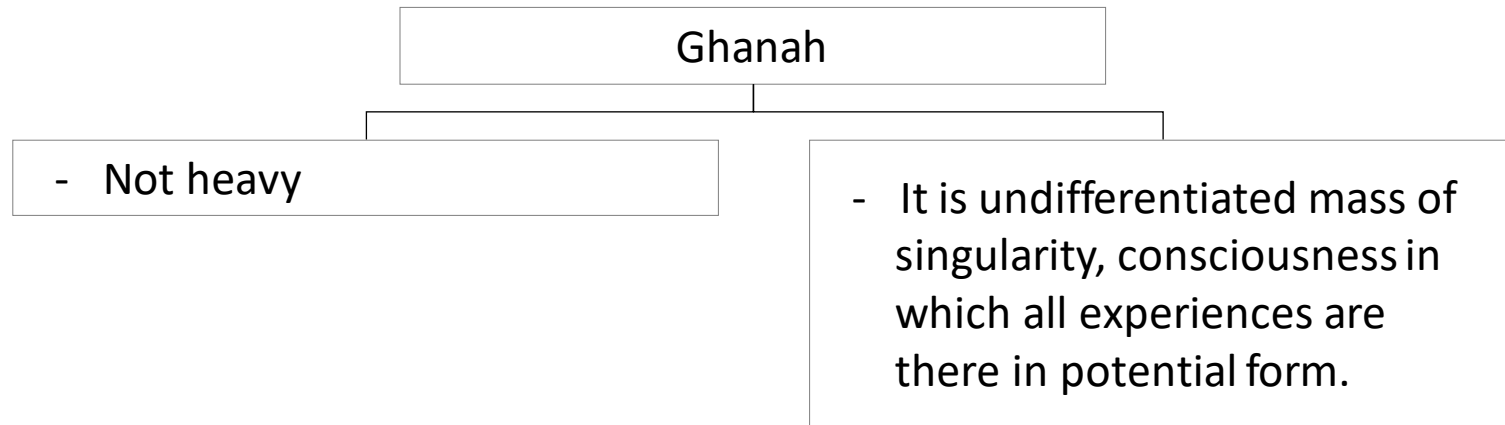 Ghanah
- Not heavy
- It is undifferentiated mass of
singularity, consciousness in
which all experiences are
there in potential form.